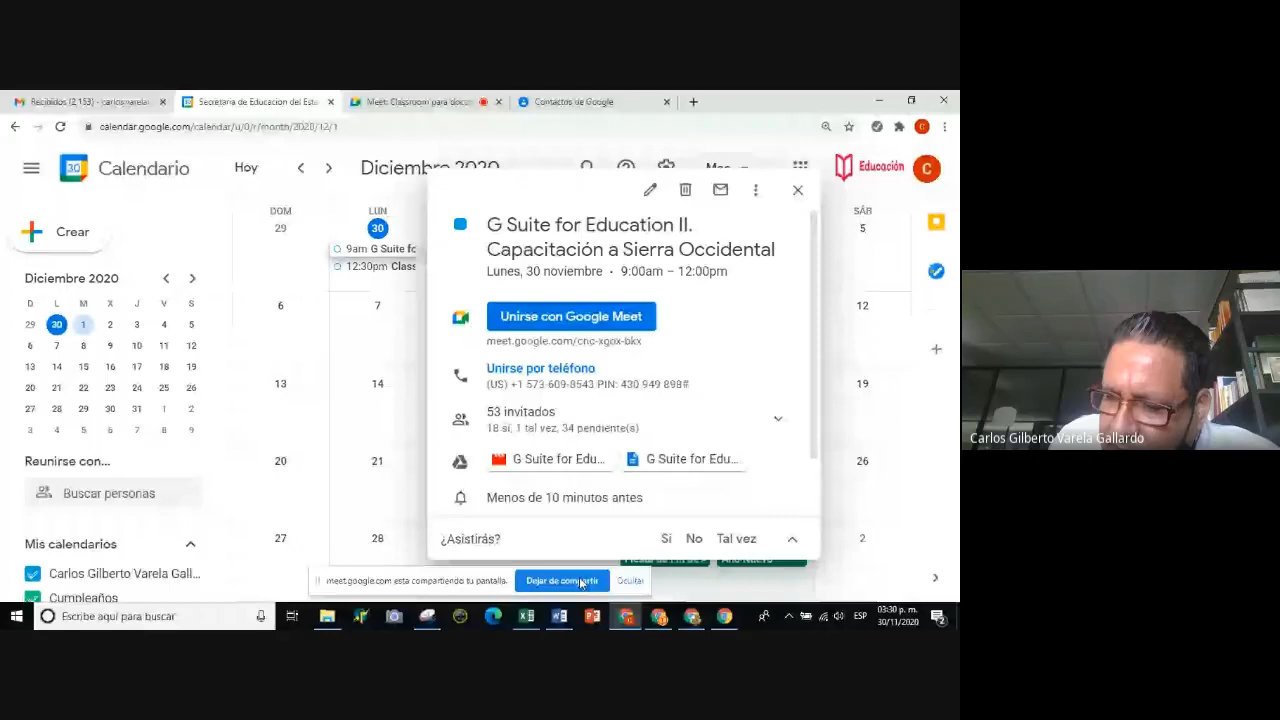 Recibidos (2,153) - carlosvarela
Secretaria de Educacion del Esta
Meet: Classroom para docu
Contactos de Google
calendar.google.com/calendar/u/0/r/month/2020/12/1
30
Calendario
Hoy
Diciembre 2020
Mes
Educación
C
Crear
DOM
LUN
SÁB
29
30
5
9am G Suite fo
12:30pm Class
Diciembre 2020
D L M M J V S
29 30 1 2 3 4 5
6 7 8 9 10 11 12
13 14 15 16 17 18 19
20 21 22 23 24 25 26
27 28 29 30 31 1 2
3 4 5 6 7 8 9
6
7
12
13
14
19
20
21
26
27
28
2
Reunirse con...
Buscar personas
Mis calendarios
Carlos Gilberto Varela Gall...
Cumpleaños
G Suite for Education II.
Capacitación a Sierra Occidental
Lunes, 30 noviembre · 9:00am – 12:00pm
Unirse con Google Meet
meet.google.com/cnc-xgox-bkx
Unirse por teléfono
(US) +1 573-609-8543 PIN: 430 949 898#
53 invitados
18 sí, 1 tal vez, 34 pendiente(s)
G Suite for Edu...
G Suite for Edu...
Menos de 10 minutos antes
¿Asistirás?
Sí
No
Tal vez
meet.google.com está compartiendo tu pantalla.
Dejar de compartir
Ocultar
Escribe aquí para buscar
ESP
03:30 p. m.
30/11/2020
2
Carlos Gilberto Varela Gallardo